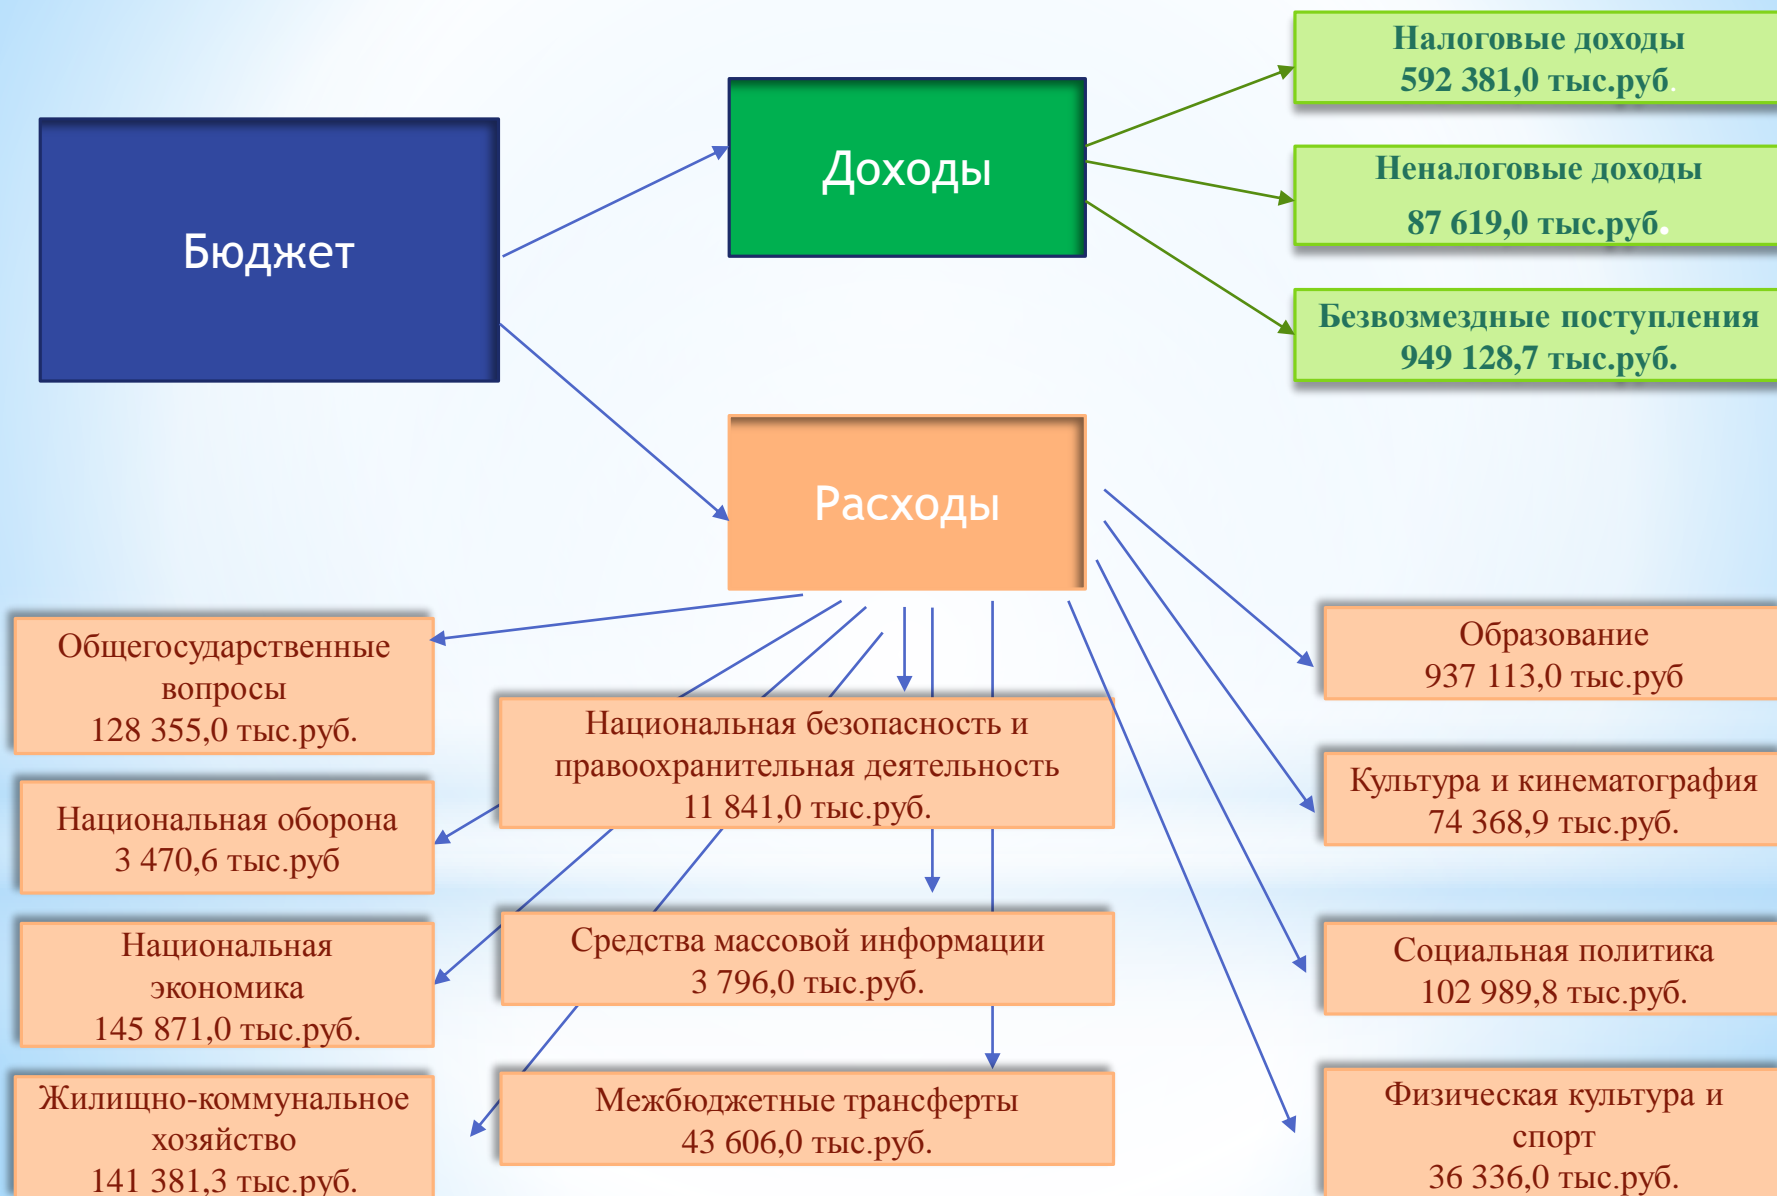 Бюджет
Доходы
Налоговые доходы
592 381,0 тыс.руб.
Неналоговые доходы
87 619,0 тыс.руб.
Безвозмездные поступления
949 128,7 тыс.руб.
Расходы
Общегосударственные
вопросы
128 355,0 тыс.руб.
Национальная оборона
3 470,6 тыс.руб
Национальная
экономика
145 871,0 тыс.руб.
Жилищно-коммунальное
хозяйство
141 381,3 тыс.руб.
Национальная безопасность и
правоохранительная деятельность
11 841,0 тыс.руб.
Средства массовой информации
3 796,0 тыс.руб.
Межбюджетные трансферты
43 606,0 тыс.руб.
Образование
937 113,0 тыс.руб
Культура и кинематография
74 368,9 тыс.руб.
Социальная политика
102 989,8 тыс.руб.
Физическая культура и
спорт
36 336,0 тыс.руб.